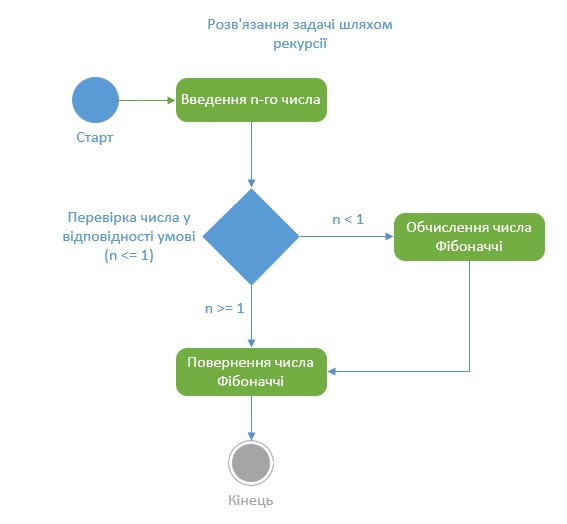 Розв'язання задачі шляхом
рекурсії
Введення n-го числа
Старт
Перевірка числа у
відповідності умові
(n <= 1)
n < 1
Обчислення числа
Фібоначчі
n >= 1
Повернення числа
Фібоначчі
Кінець